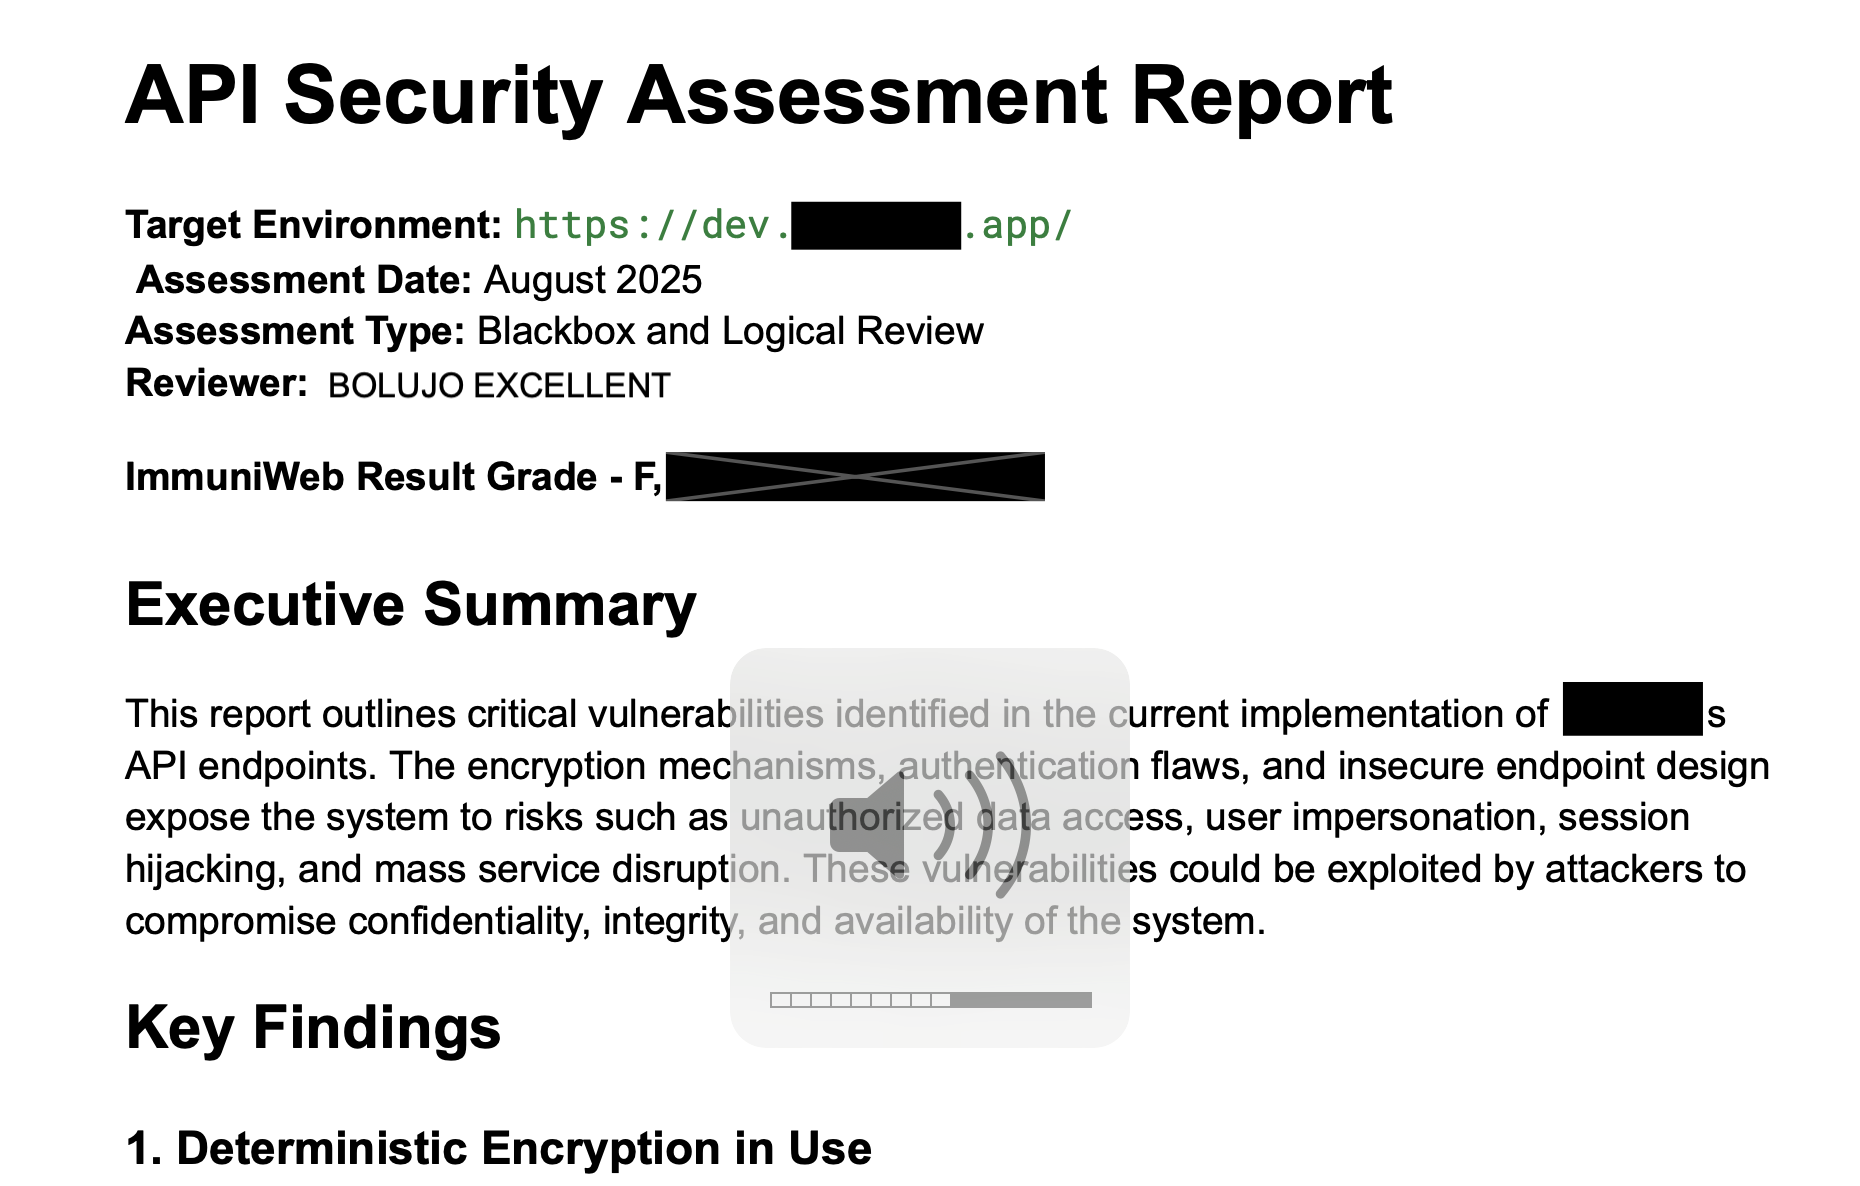 API Security Assessment Report
Target Environment: https://dev. .app/
Assessment Date: August 2025
Assessment Type: Blackbox and Logical Review
Reviewer: BOLUJO EXCELLENT
ImmuniWeb Result Grade - F,
Executive Summary
This report outlines critical vulnerabilities identified in the current implementation of s
API endpoints. The encryption mechanisms, authentication flaws, and insecure endpoint design
expose the system to risks such as unauthorized data access, user impersonation, session
hijacking, and mass service disruption. These vulnerabilities could be exploited by attackers to
compromise confidentiality, integrity, and availability of the system.
Key Findings
1. Deterministic Encryption in Use